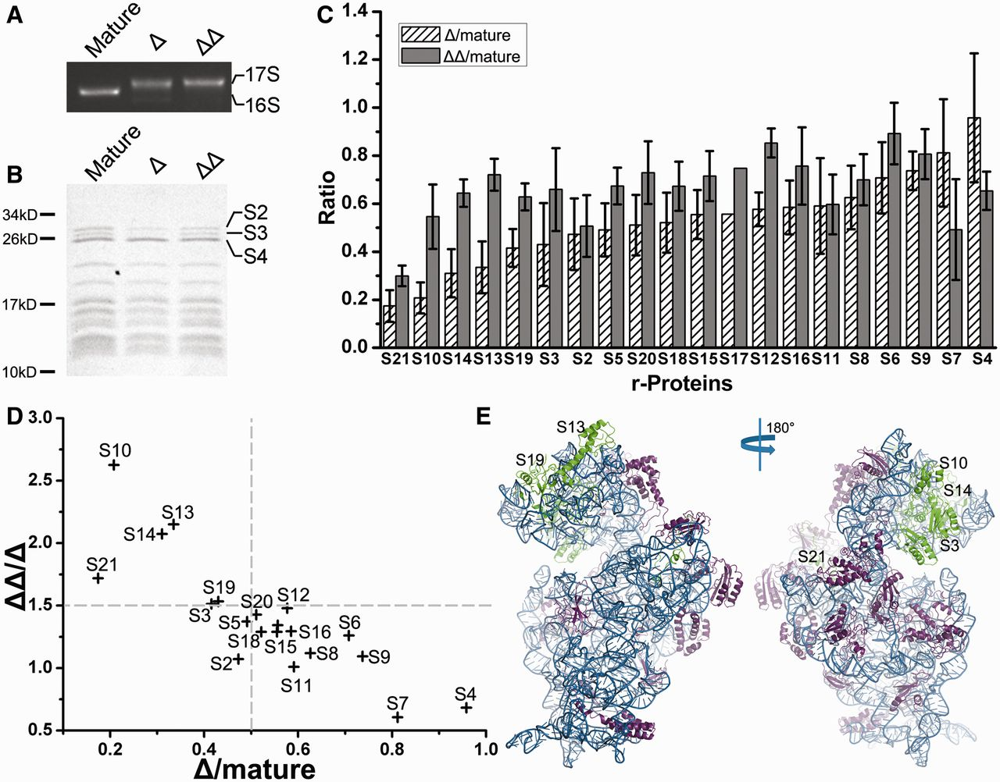 A
Mature Δ ΔΔ
17S
16S
B
Mature Δ ΔΔ
34kD
26kD
17kD
10kD
S2
S3
S4
C
1.4
1.2
1.0
0.8
0.6
0.4
0.2
0.0
Ratio
Δ/mature
ΔΔ/mature
S21 S10 S14 S13 S19 S3 S2 S5 S20 S18 S15 S17 S12 S16 S11 S8 S6 S9 S7 S4
r-Proteins
D
3.0
2.5
2.0
1.5
1.0
0.5
ΔΔ/Δ
S10
S13
S14
S21
S19
S3
S20
S12
S5
S18
S15
S16
S6
S2
S8
S9
S11
S7
S4
0.2 0.4 0.6 0.8 1.0
Δ/mature
E
S13
S19
180°
S10
S14
S3
S21